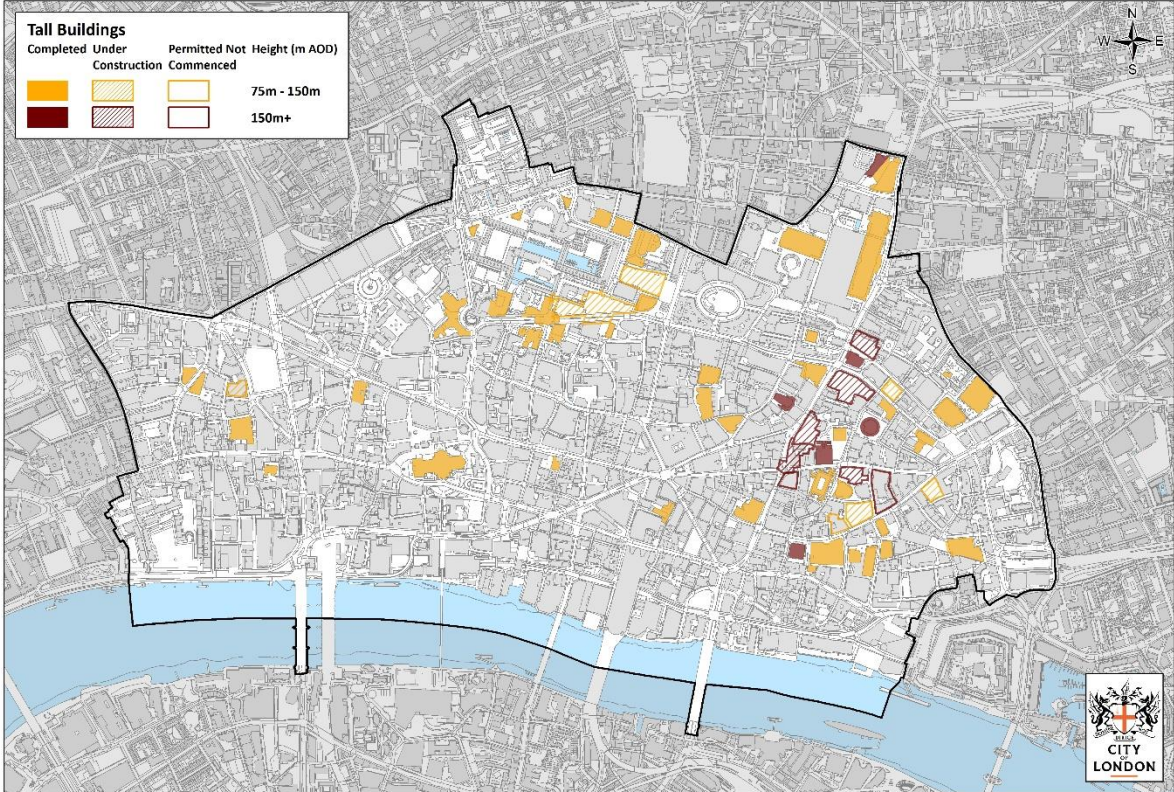 Tall Buildings
Completed Under Construction Permitted Not Commenced Height (m AOD)
75m - 150m
150m+
N
W E
S
CITY
OF
LONDON